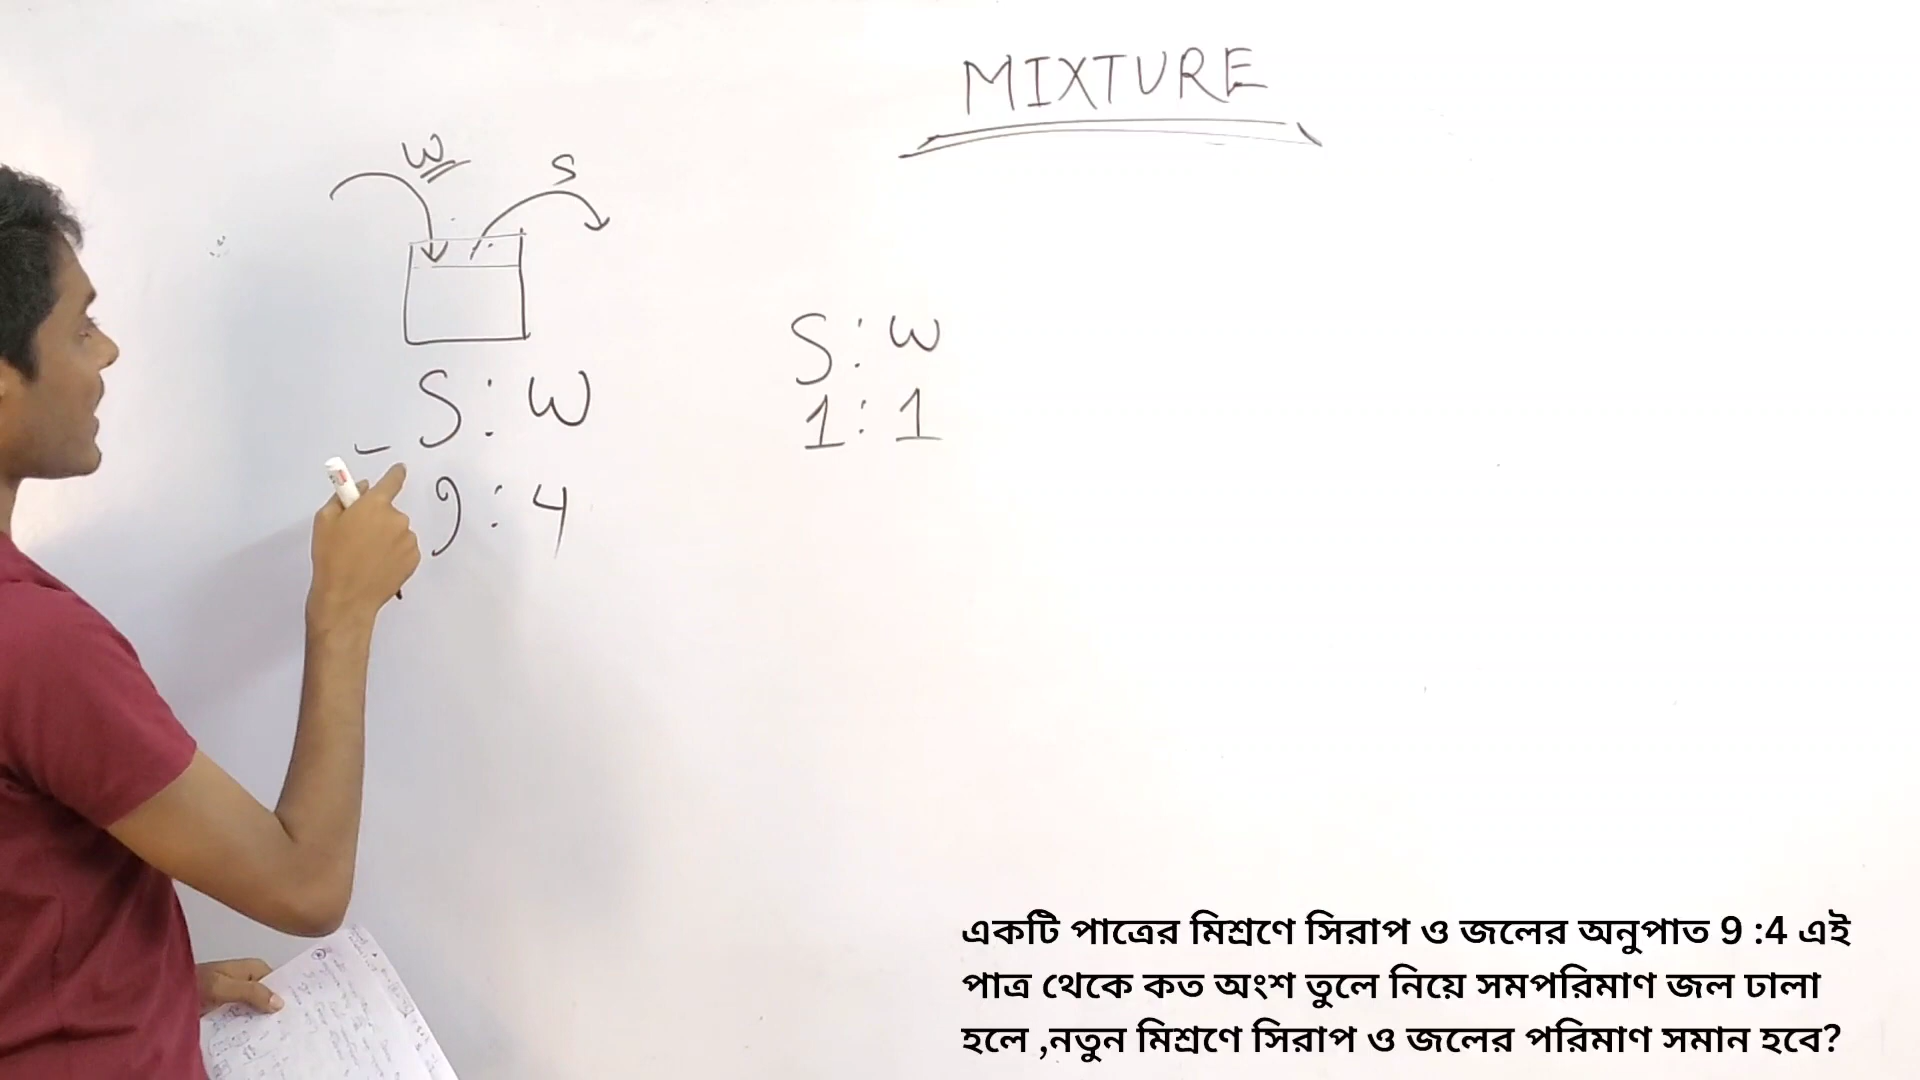 MIXTURE
W
S
S : W
9 : 4
S : W
1 : 1
একটি পাত্রের মিশ্রণে সিরাপ ও জলের অনুপাত 9 :4 এই
পাত্র থেকে কত অংশ তুলে নিয়ে সমপরিমাণ জল ঢালা
হলে ,নতুন মিশ্রণে সিরাপ ও জলের পরিমাণ সমান হবে?